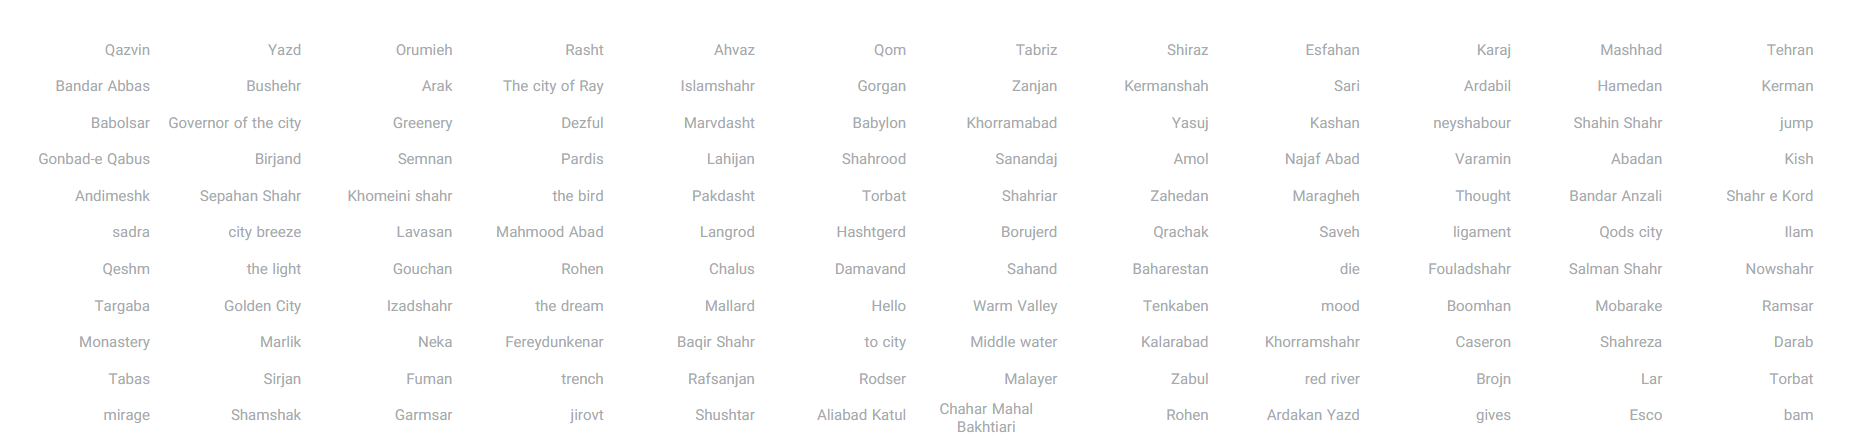 Qazvin Yazd Orumieh Rasht Ahvaz Qom Tabriz Shiraz Esfahan Karaj Mashhad Tehran
Bandar Abbas Bushehr Arak The city of Ray Islamshahr Gorgan Zanjan Kermanshah Sari Ardabil Hamedan Kerman
Babolsar Governor of the city Greenery Dezful Marvdasht Babylon Khorramabad Yasuj Kashan neyshabour Shahin Shahr jump
Gonbad-e Qabus Birjand Semnan Pardis Lahijan Shahrood Sanandaj Amol Najaf Abad Varamin Abadan Kish
Andimeshk Sepahan Shahr Khomeini shahr the bird Pakdasht Torbat Shahriar Zahedan Maragheh Thought Bandar Anzali Shahr e Kord
sadra city breeze Lavasan Mahmood Abad Langrod Hashtgerd Borujerd Qrachak Saveh ligament Qods city Ilam
Qeshm the light Gouchan Rohen Chalus Damavand Sahand Baharestan die Fouladshahr Salman Shahr Nowshahr
Targaba Golden City Izadshahr the dream Mallard Hello Warm Valley Tenkaben mood Boomhan Mobarake Ramsar
Monastery Marlik Neka Fereydunkenar Baqir Shahr to city Middle water Kalarabad Khorramshahr Caseron Shahreza Darab
Tabas Sirjan Fuman trench Rafsanjan Rodser Malayer Zabul red river Brojn Lar Torbat
mirage Shamshak Garmsar jirovt Shushtar Aliabad Katul Chahar Mahal
Bakhtiari Rohen Ardakan Yazd gives Esco bam